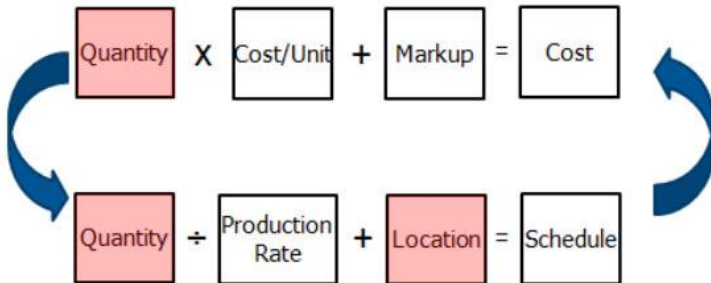 Quantity X Cost/Unit + Markup = Cost
Quantity ÷ Production Rate + Location = Schedule